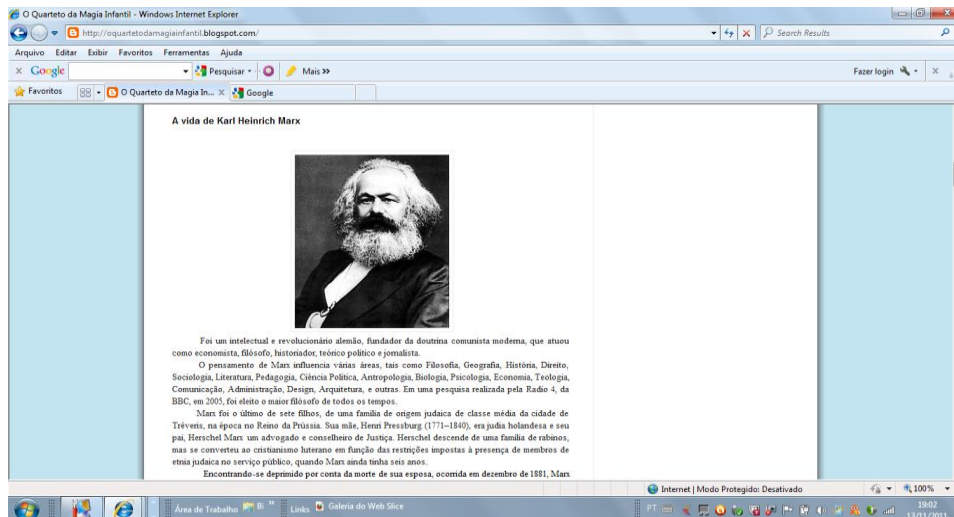 O Quarteto da Magia Infantil - Windows Internet Explorer
http://oquartetodamagiainfantil.blogspot.com/
Search Results
Arquivo Editar Exibir Favoritos Ferramentas Ajuda
Google Pesquisar Mais >> Fazer login
Favoritos O Quarteto da Magia In... Google
A vida de Karl Heinrich Marx
Foi um intelectual e revolucionário alemão, fundador da doutrina comunista moderna, que atuou
como economista, filósofo, historiador, teórico político e jornalista.
O pensamento de Marx influencia várias áreas, tais como Filosofia, Geografia, História, Direito,
Sociologia, Literatura, Pedagogia, Ciência Política, Antropologia, Biologia, Psicologia, Economia, Teologia,
Comunicação, Administração, Design, Arquitetura, e outras. Em uma pesquisa realizada pela Radio 4, da
BBC, em 2005, foi eleito o maior filósofo de todos os tempos.
Marx foi o último de sete filhos, de uma família de origem judaica de classe média da cidade de
Tréveris, na época no Reino da Prússia. Sua mãe, Henri Pressburg (1771–1840), era judia holandesa e seu
pai, Herschel Marx um advogado e conselheiro de Justiça. Herschel descende de uma família de rabinos,
mas se converteu ao cristianismo luterano em função das restrições impostas à presença de membros de
etnia judaica no serviço público, quando Marx ainda tinha seis anos.
Encontrando-se deprimido por conta da morte de sua esposa, ocorrida em dezembro de 1881, Marx
Internet | Modo Protegido: Desativado 100%
Área de Trabalho Bi » Links Galeria do Web Slice PT 19:02
13/11/2011